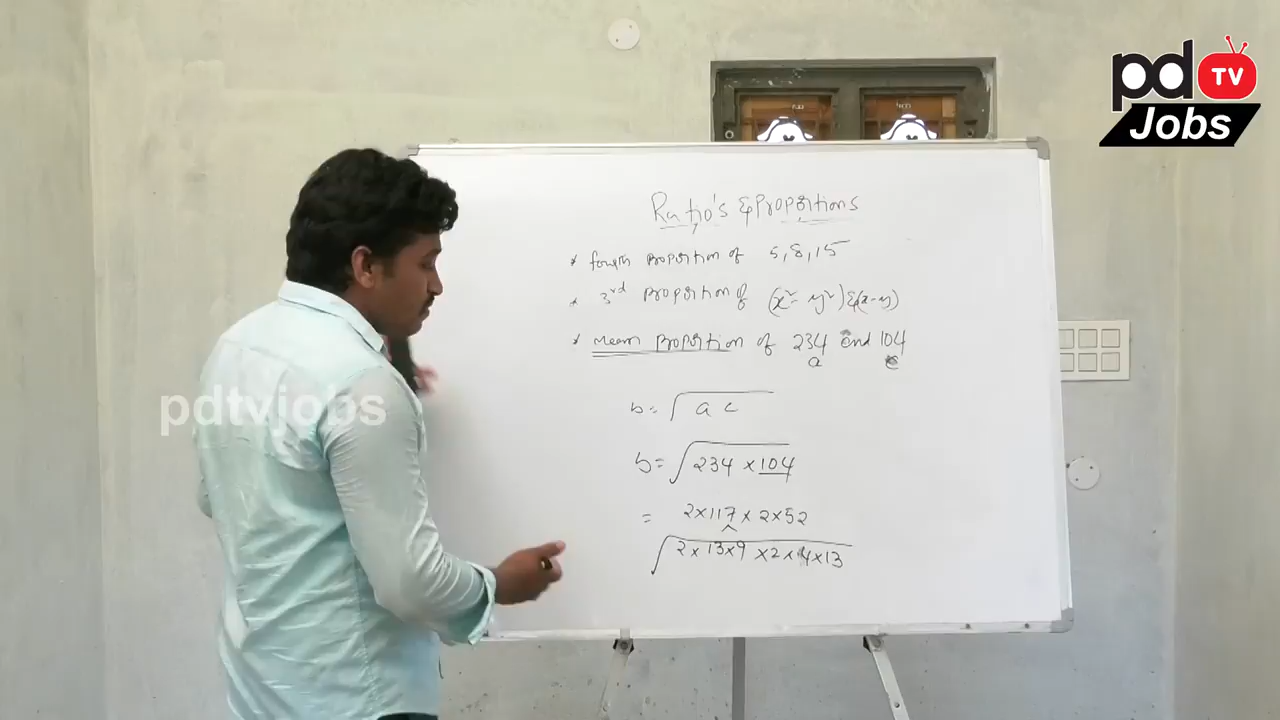 pd TV
Jobs
Ratio's & Proportions
* fourth proportion of 5, 8, 15
* 3rd proportion of (x² - y²) & (x-y)
* mean proportion of 234 and 104
a c
b = √ac
b = √234 × 104
= 2×117 × 2×52
√2 × 13×9 ×2×4×13
pdtvjobs